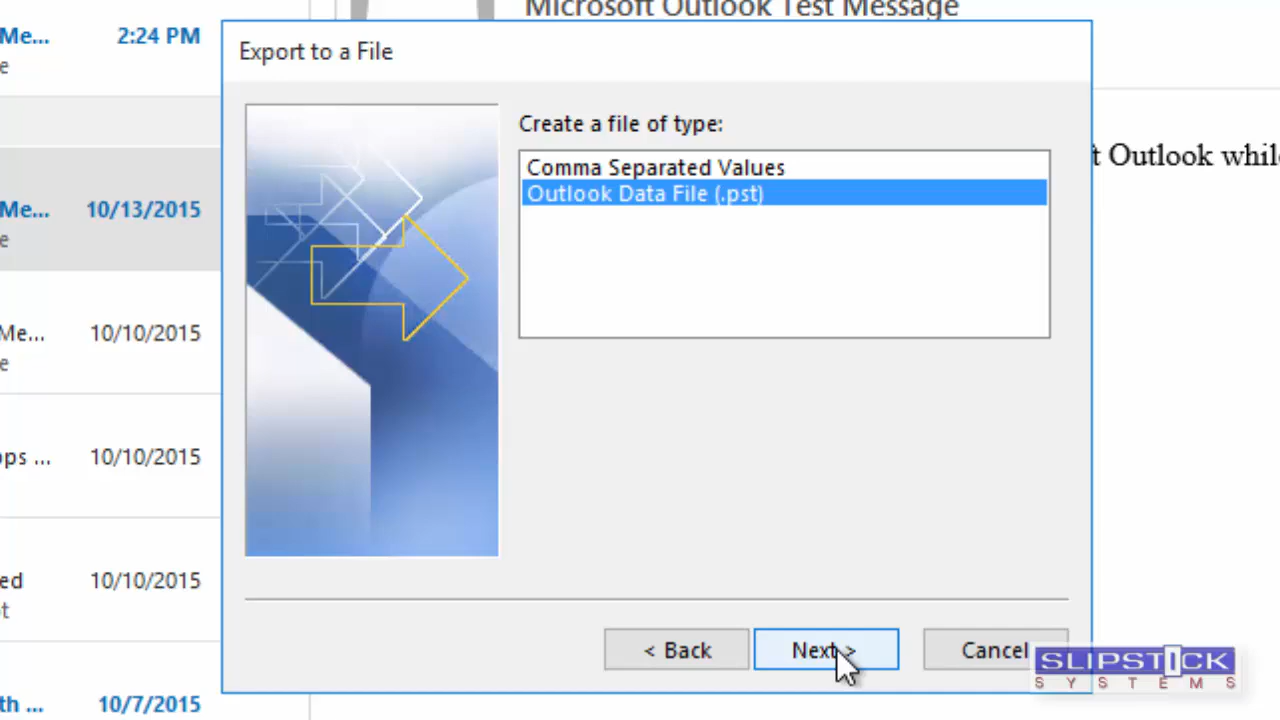 Microsoft Outlook Test Message
Me... 2:24 PM
e
Export to a File
Create a file of type:
Comma Separated Values
Outlook Data File (.pst)
t Outlook while
Me... 10/13/2015
e
Me... 10/10/2015
e
ps ... 10/10/2015
ed 10/10/2015
t
th ... 10/7/2015
< Back
Next >
Cancel
SLIPSTICK
SYSTEMS